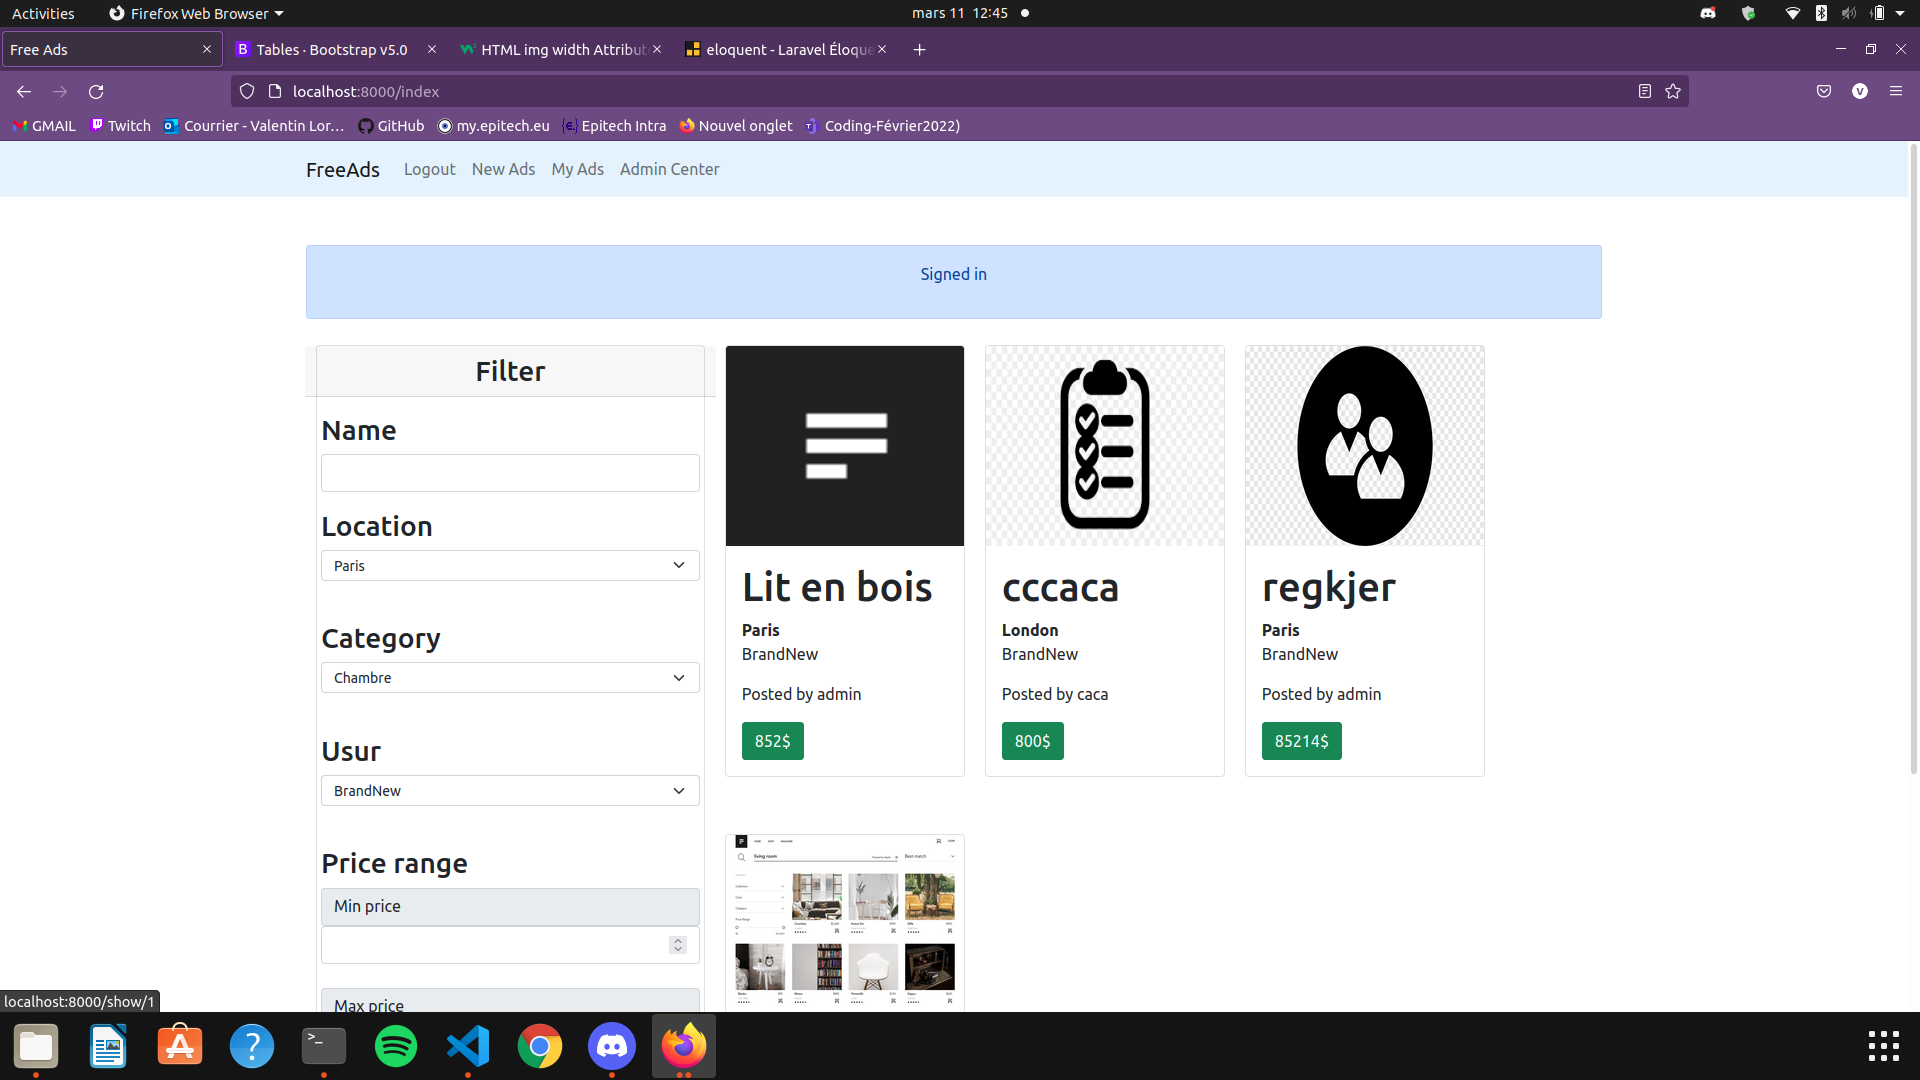 Activities
Firefox Web Browser
mars 11 12:45
Free Ads
Tables · Bootstrap v5.0
HTML img width Attribut
eloquent - Laravel Éloque
localhost:8000/index
GMAIL
Twitch
Courrier - Valentin Lor…
GitHub
my.epitech.eu
Epitech Intra
Nouvel onglet
Coding-Février2022)
FreeAds
Logout
New Ads
My Ads
Admin Center
Signed in
Filter
Name
Location
Paris
Category
Chambre
Usur
BrandNew
Price range
Min price
Max price
Lit en bois
Paris
BrandNew
Posted by admin
852$
cccaca
London
BrandNew
Posted by caca
800$
regkjer
Paris
BrandNew
Posted by admin
85214$
living room
Best match
localhost:8000/show/1